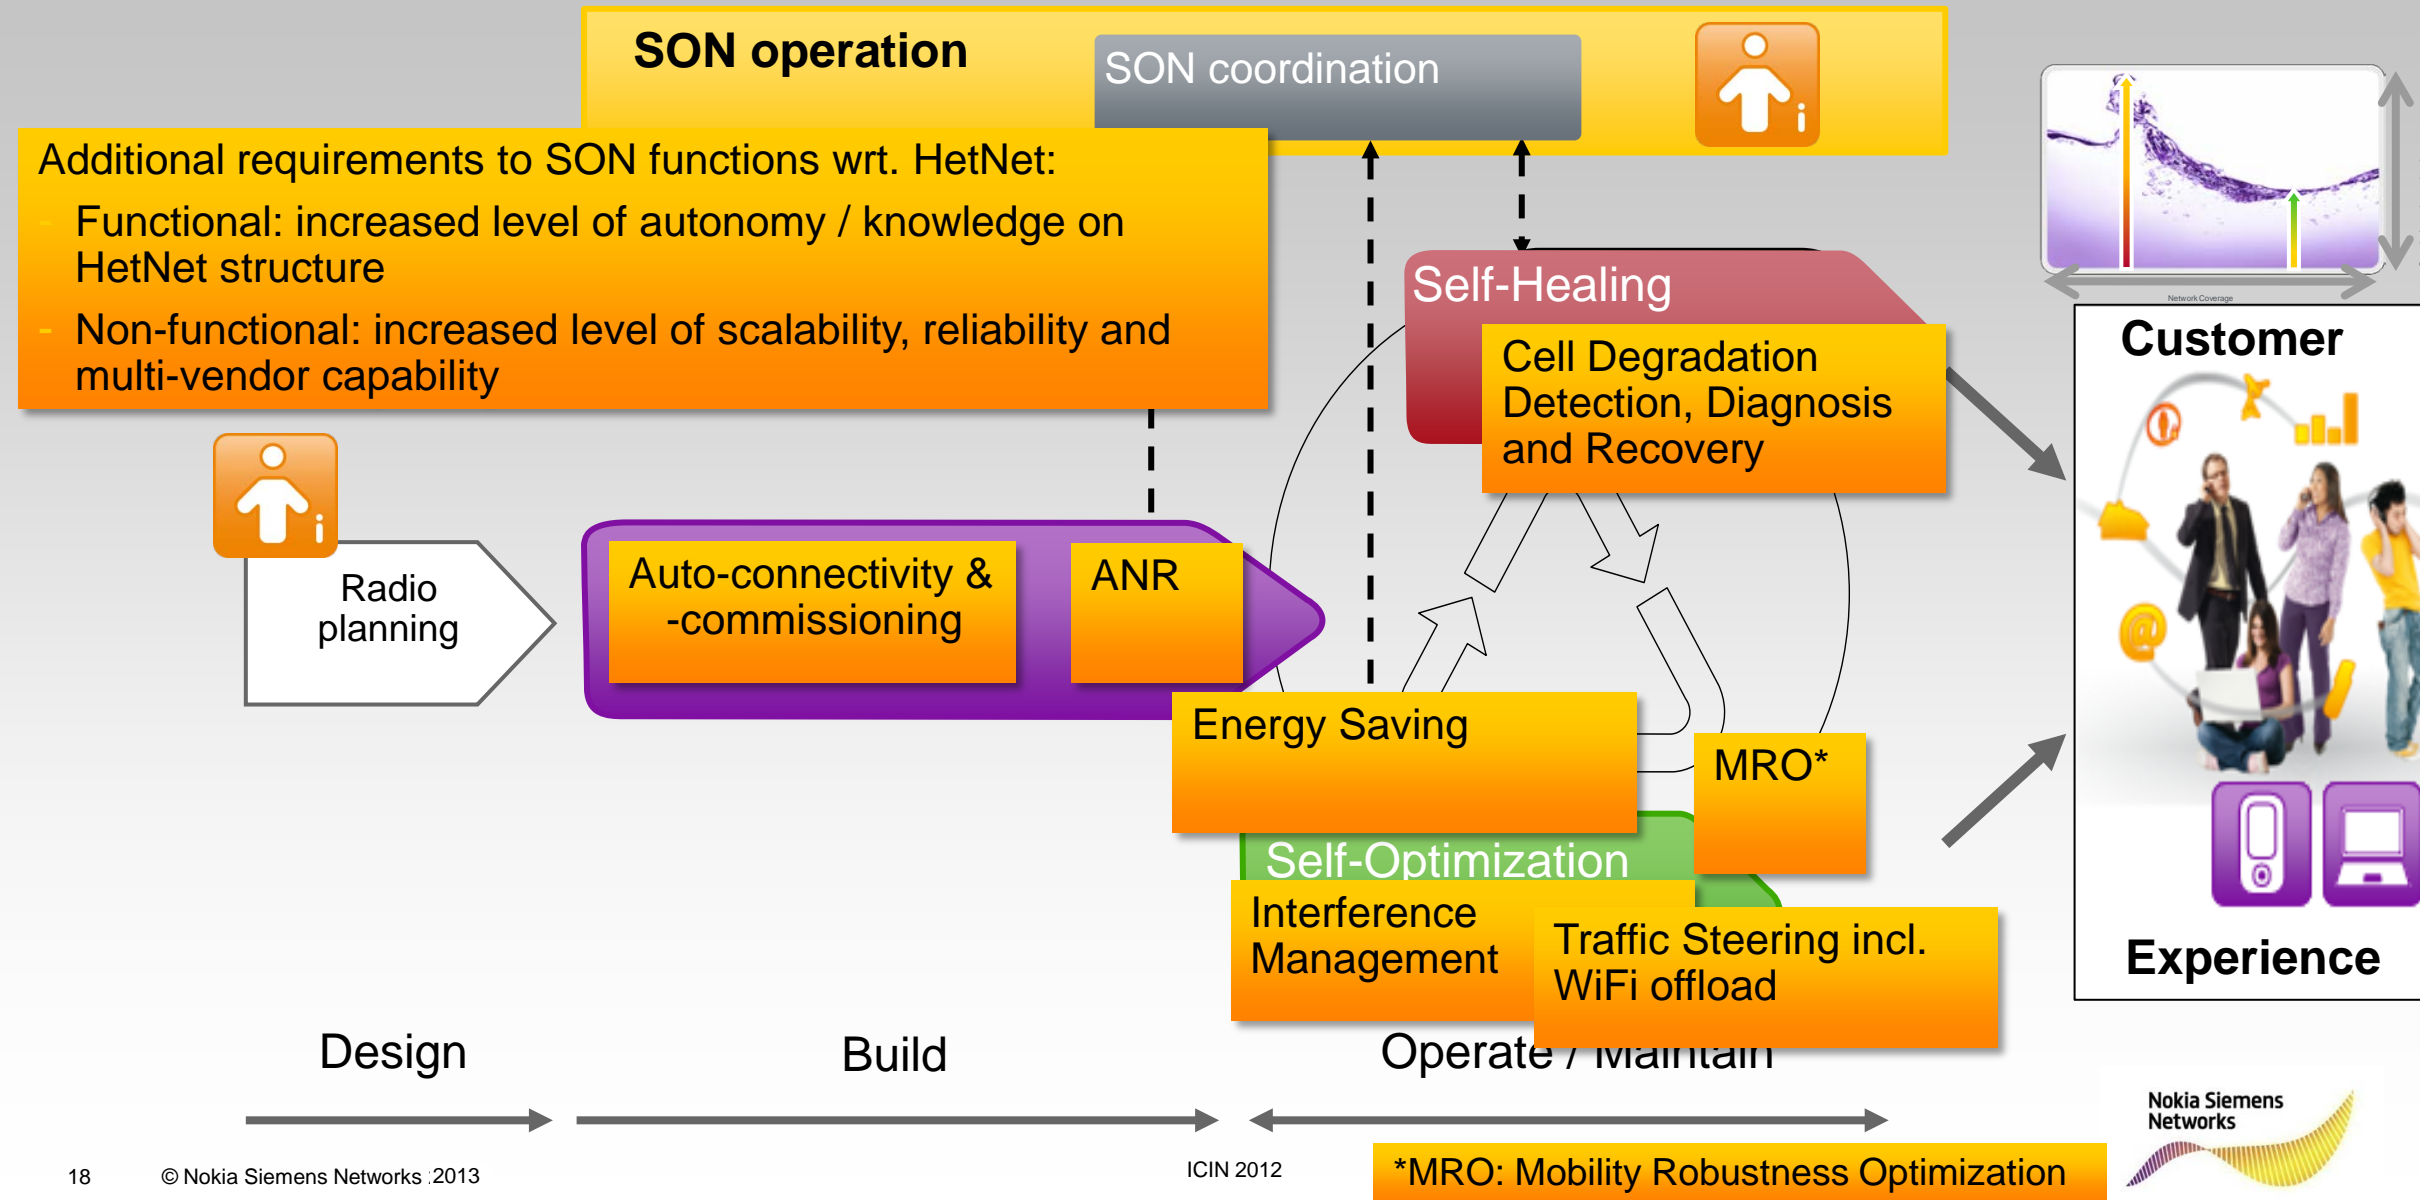 SON operation
SON coordination
Additional requirements to SON functions wrt. HetNet:
- Functional: increased level of autonomy / knowledge on
HetNet structure
- Non-functional: increased level of scalability, reliability and
multi-vendor capability
Self-Healing
Cell Degradation
Detection, Diagnosis
and Recovery
Network Coverage
Customer
i
i
Radio
planning
Auto-connectivity &
-commissioning
ANR
Energy Saving
MRO*
@
Self-Optimization
Interference
Management
Traffic Steering incl.
WiFi offload
Experience
Design
Build
Operate / Maintain
Nokia Siemens
Networks
18
© Nokia Siemens Networks 2013
ICIN 2012
*MRO: Mobility Robustness Optimization